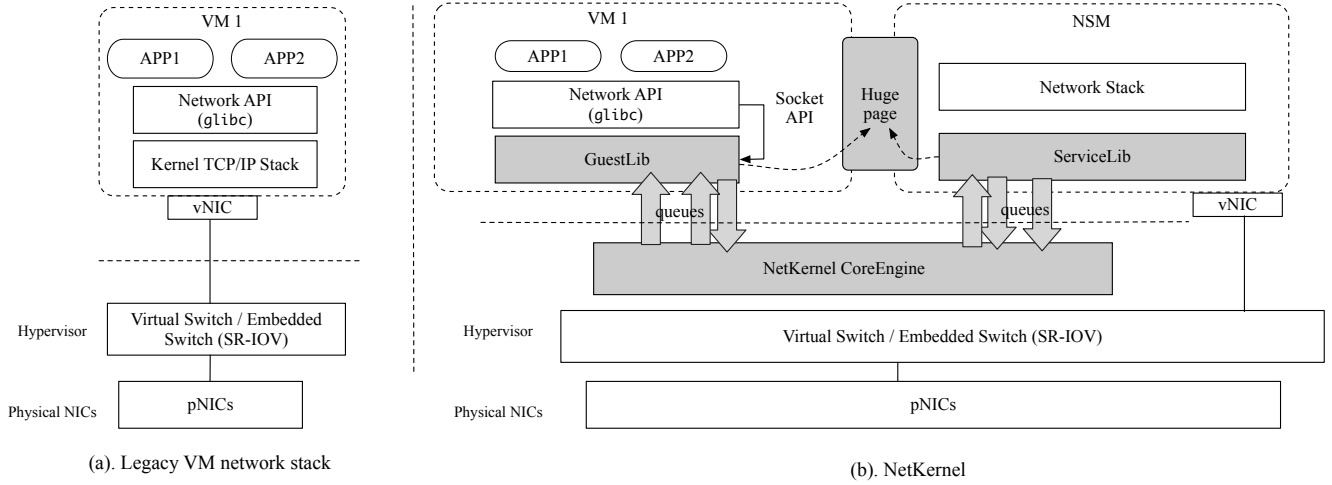 VM 1
APP1
APP2
Network API
(glibc)
Kernel TCP/IP Stack
vNIC
Hypervisor
Virtual Switch / Embedded
Switch (SR-IOV)
Physical NICs
pNICs
(a). Legacy VM network stack
VM 1
APP1
APP2
Network API
(glibc)
Socket
API
GuestLib
Huge
page
NSM
Network Stack
ServiceLib
queues
queues
vNIC
NetKernel CoreEngine
Hypervisor
Virtual Switch / Embedded Switch (SR-IOV)
Physical NICs
pNICs
(b). NetKernel